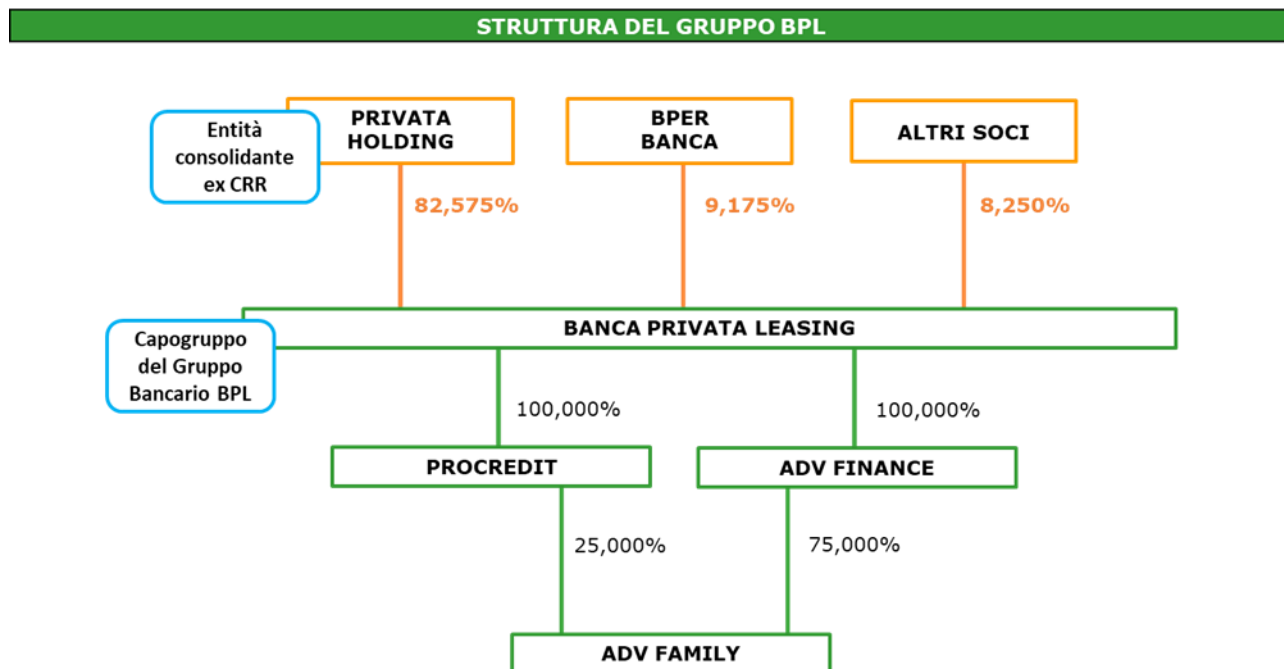 STRUTTURA DEL GRUPPO BPL
Entità
consolidante
ex CRR
PRIVATA
HOLDING
BPER
BANCA
ALTRI SOCI
82,575%
9,175%
8,250%
Capogruppo
del Gruppo
Bancario BPL
BANCA PRIVATA LEASING
100,000%
100,000%
PROCREDIT
ADV FINANCE
25,000%
75,000%
ADV FAMILY